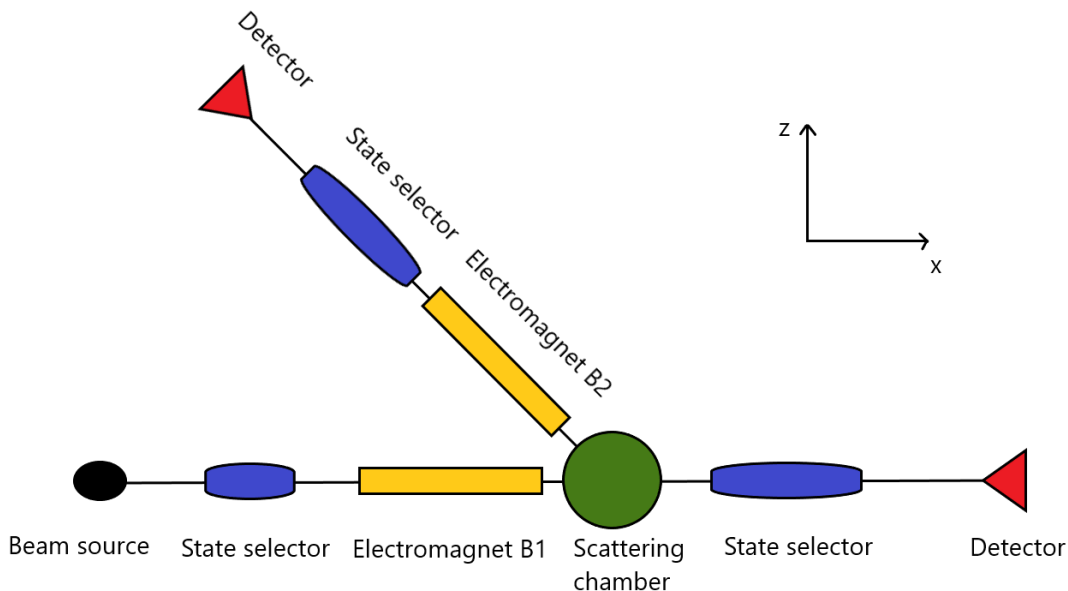 Detector
State selector
Electromagnet B2
z
x
Beam source
State selector
Electromagnet B1
Scattering
chamber
State selector
Detector